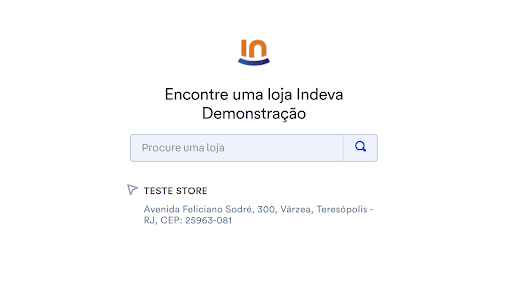 In
Encontre uma loja Indeva
Demonstração
Procure uma loja
TESTE STORE
Avenida Feliciano Sodré, 300, Várzea, Teresópolis -
RJ, CEP: 25963-081